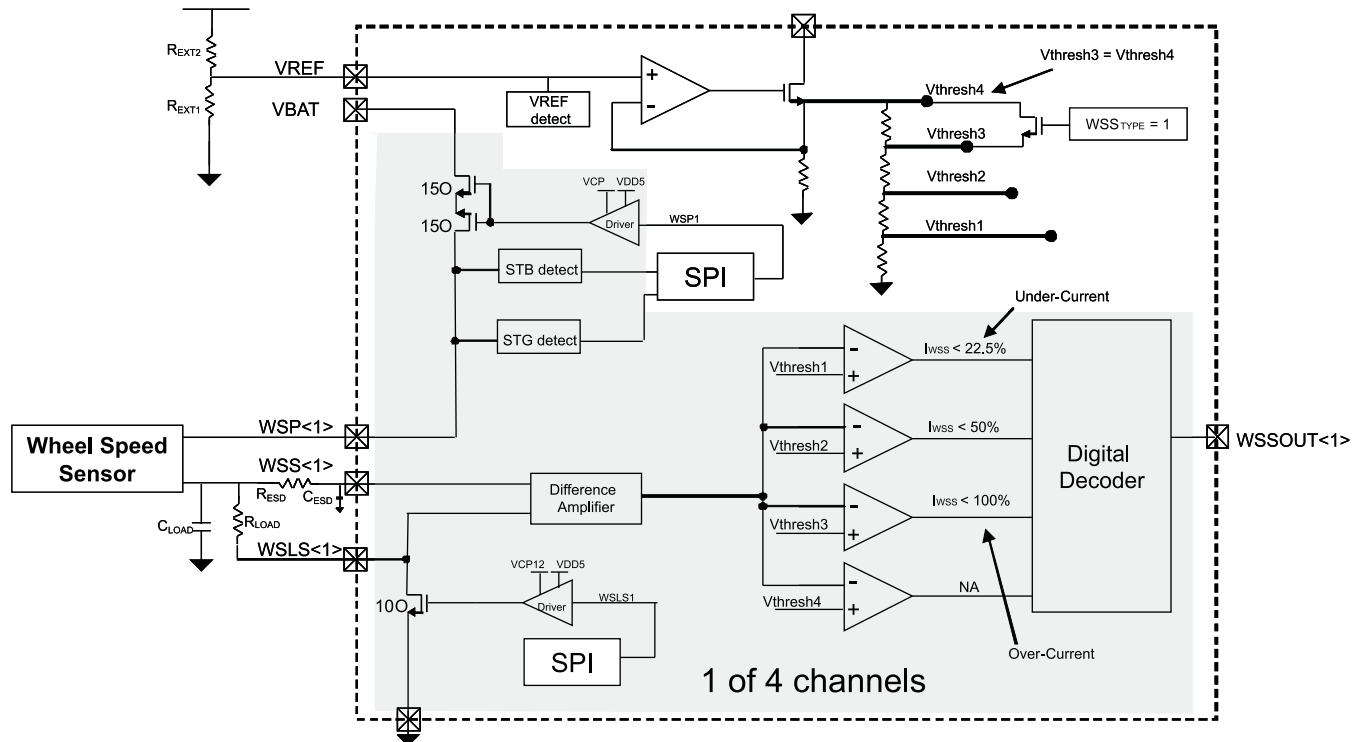 REXT2
VREF
REXT1
VBAT
VREF
detect
+
-
Vthresh3 = Vthresh4
Vthresh4
WSSTYPE = 1
Vthresh3
Vthresh2
Vthresh1
15O
15O
VCP
VDD5
Driver
WSP1
STB detect
SPI
STG detect
Under-Current
-
Vthresh1
+
IWSS < 22.5%
-
Vthresh2
+
IWSS < 50%
-
Vthresh3
+
IWSS < 100%
-
Vthresh4
+
NA
Over-Current
Digital
Decoder
WSSOUT<1>
Wheel Speed
Sensor
WSP<1>
WSS<1>
RESD
CESD
CLOAD
RLOAD
WSLS<1>
Difference
Amplifier
10O
VCP12
VDD5
Driver
WSLS1
SPI
1 of 4 channels